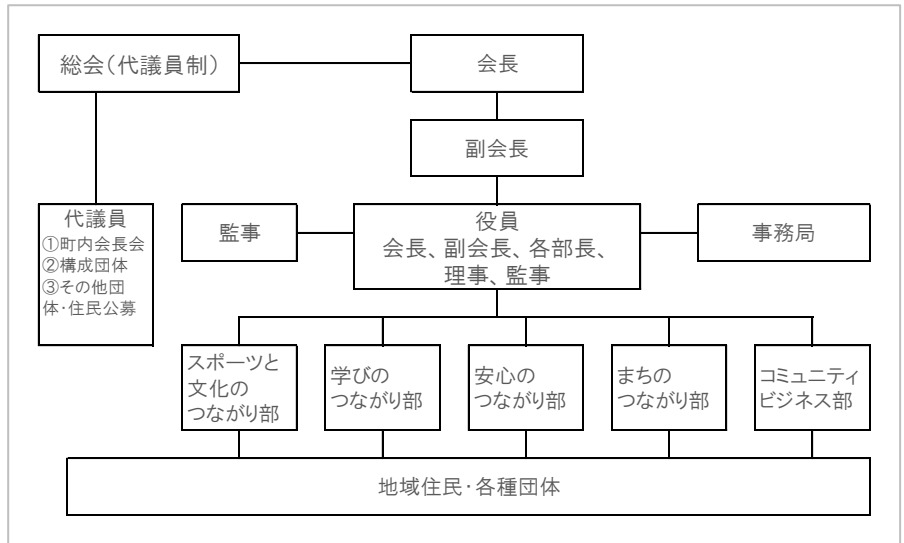 総会(代議員制)
会長
副会長
代議員
①町内会長会
②構成団体
③その他団
体・住民公募
監事
役員
会長、副会長、各部長、
理事、監事
事務局
スポーツと
文化の
つながり部
学びの
つながり部
安心の
つながり部
まちの
つながり部
コミュニティ
ビジネス部
地域住民・各種団体